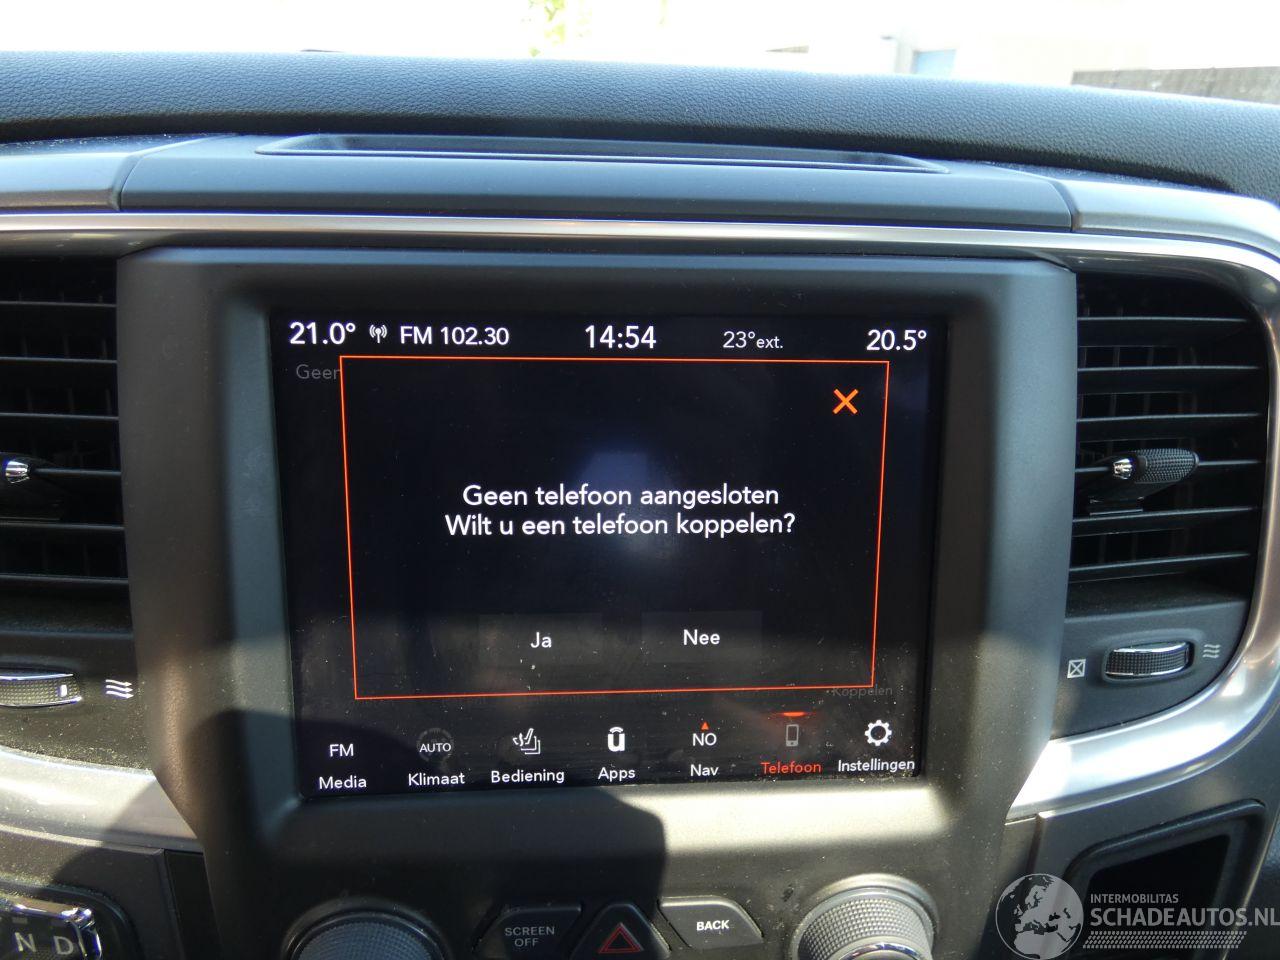 21.0° FM 102.30 14:54 23°ext. 20.5°
Geen
Geen telefoon aangesloten
Wilt u een telefoon koppelen?
Ja Nee
Koppelen
FM AUTO NO
Media Klimaat Bediening Apps Nav Telefoon Instellingen
SCREEN
OFF
BACK
N D
INTERMOBILITAS
SCHADEAUTOS.NL